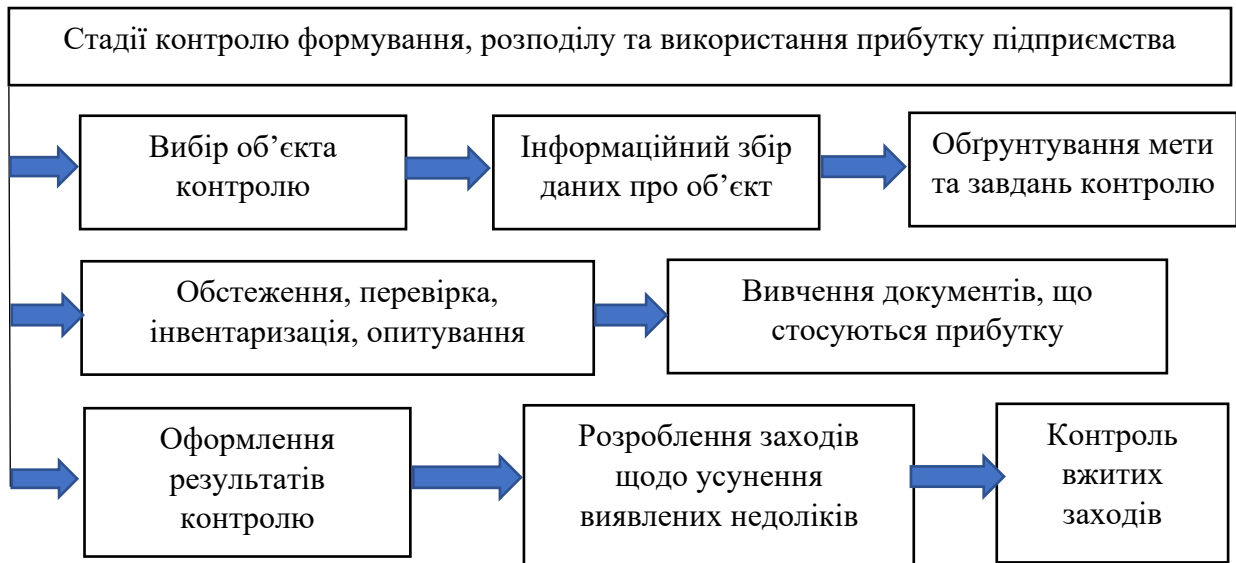 Стадії контролю формування, розподілу та використання прибутку підприємства
Вибір об’єкта
контролю
Інформаційний збір
даних про об’єкт
Обґрунтування мети
та завдань контролю
Обстеження, перевірка,
інвентаризація, опитування
Вивчення документів, що
стосуються прибутку
Оформлення
результатів
контролю
Розроблення заходів
щодо усунення
виявлених недоліків
Контроль
вжитих
заходів